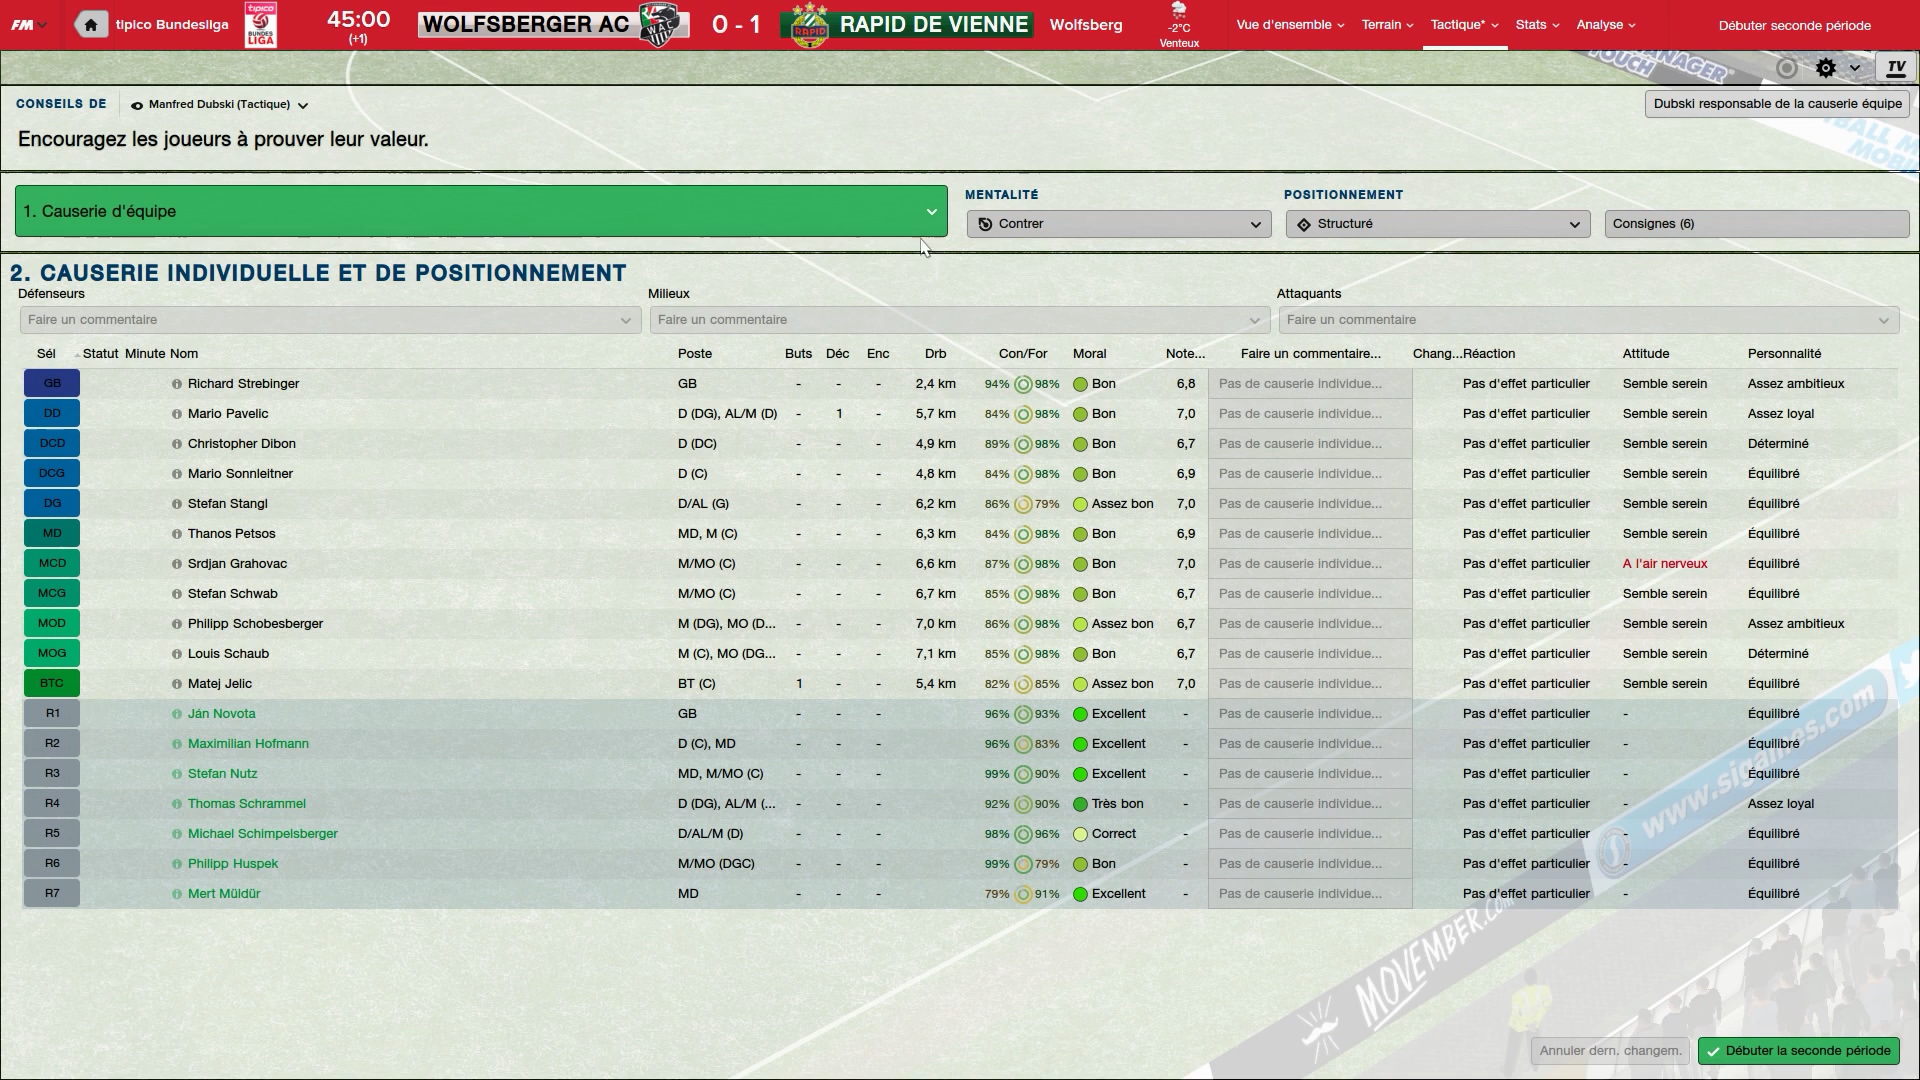 FM
tipico Bundesliga
tipico BUNDES LIGA
45:00 (+1)
WOLFSBERGER AC
WAC
0 - 1
RAPID
RAPID DE VIENNE
Wolfsberg
-2°C
Venteux
Vue d'ensemble
Terrain
Tactique*
Stats
Analyse
Débuter seconde période
TV
CONSEILS DE
Manfred Dubski (Tactique)
Dubski responsable de la causerie équipe
Encouragez les joueurs à prouver leur valeur.
1. Causerie d'équipe
MENTALITÉ
Contrer
POSITIONNEMENT
Structuré
Consignes (6)
2. CAUSERIE INDIVIDUELLE ET DE POSITIONNEMENT
Défenseurs Milieux Attaquants
Faire un commentaire Faire un commentaire Faire un commentaire
Sél Statut Minute Nom Poste Buts Déc Enc Drb Con/For Moral Note... Faire un commentaire... Chang... Réaction Attitude Personnalité
GB Richard Strebinger GB - - - 2,4 km 94% 98% Bon 6,8 Pas de causerie individue... Pas d'effet particulier Semble serein Assez ambitieux
DD Mario Pavelic D (DG), AL/M (D) - 1 - 5,7 km 84% 98% Bon 7,0 Pas de causerie individue... Pas d'effet particulier Semble serein Assez loyal
DCD Christopher Dibon D (DC) - - - 4,9 km 89% 98% Bon 6,7 Pas de causerie individue... Pas d'effet particulier Semble serein Déterminé
DCG Mario Sonnleitner D (C) - - - 4,8 km 84% 98% Bon 6,9 Pas de causerie individue... Pas d'effet particulier Semble serein Équilibré
DG Stefan Stangl D/AL (G) - - - 6,2 km 86% 79% Assez bon 7,0 Pas de causerie individue... Pas d'effet particulier Semble serein Équilibré
MD Thanos Petsos MD, M (C) - - - 6,3 km 84% 98% Bon 6,9 Pas de causerie individue... Pas d'effet particulier Semble serein Équilibré
MCD Srdjan Grahovac M/MO (C) - - - 6,6 km 87% 98% Bon 7,0 Pas de causerie individue... Pas d'effet particulier A l'air nerveux Équilibré
MCG Stefan Schwab M/MO (C) - - - 6,7 km 85% 98% Bon 6,7 Pas de causerie individue... Pas d'effet particulier Semble serein Équilibré
MOD Philipp Schobesberger M (DG), MO (D... - - - 7,0 km 86% 98% Assez bon 6,7 Pas de causerie individue... Pas d'effet particulier Semble serein Assez ambitieux
MOG Louis Schaub M (C), MO (DG... - - - 7,1 km 85% 98% Bon 6,7 Pas de causerie individue... Pas d'effet particulier Semble serein Déterminé
BTC Matej Jelic BT (C) 1 - - 5,4 km 82% 85% Assez bon 7,0 Pas de causerie individue... Pas d'effet particulier Semble serein Équilibré
R1 Ján Novota GB - - - 96% 93% Excellent - Pas de causerie individue... Pas d'effet particulier - Équilibré
R2 Maximilian Hofmann D (C), MD - - - 96% 83% Excellent - Pas de causerie individue... Pas d'effet particulier - Équilibré
R3 Stefan Nutz MD, M/MO (C) - - - 99% 90% Excellent - Pas de causerie individue... Pas d'effet particulier - Équilibré
R4 Thomas Schrammel D (DG), AL/M (... - - - 92% 90% Très bon - Pas de causerie individue... Pas d'effet particulier - Assez loyal
R5 Michael Schimpelsberger D/AL/M (D) - - - 98% 96% Correct - Pas de causerie individue... Pas d'effet particulier - Équilibré
R6 Philipp Huspek M/MO (DGC) - - - 99% 79% Bon - Pas de causerie individue... Pas d'effet particulier - Équilibré
R7 Mert Müldür MD - - - 79% 91% Excellent - Pas de causerie individue... Pas d'effet particulier - Équilibré
www.sigames.com
MOVEMBER.COM
Annuler dern. changem.
Débuter la seconde période